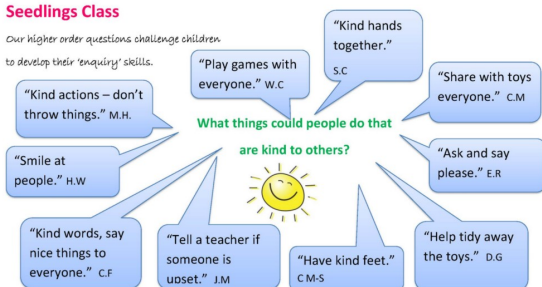 Seedlings Class
Our higher order questions challenge children
to develop their ‘enquiry’ skills.
“Kind hands
together.”
S.C
“Play games with
everyone.” W.C
“Share with toys
everyone.” C.M
“Kind actions – don’t
throw things.” M.H.
What things could people do that
are kind to others?
“Smile at
people.” H.W
“Ask and say
please.” E.R
“Kind words, say
nice things to
everyone.” C.F
“Tell a teacher if
someone is
upset.” J.M
“Have kind feet.”
C M-S
“Help tidy away
the toys.” D.G